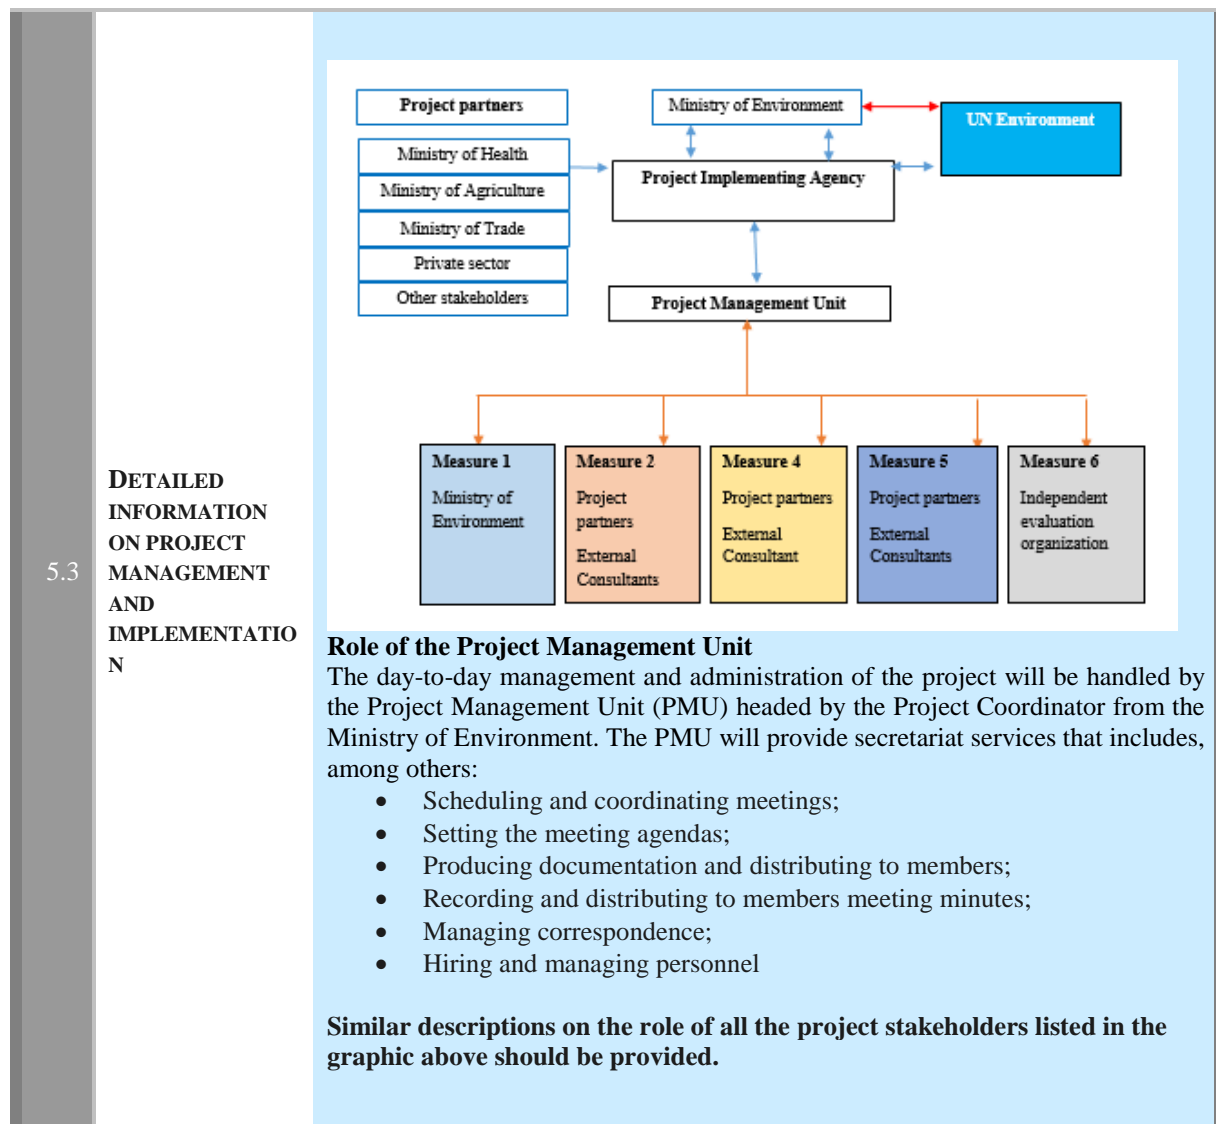 5.3
DETAILED
INFORMATION
ON PROJECT
MANAGEMENT
AND
IMPLEMENTATIO
N
Project partners
Ministry of Health
Ministry of Agriculture
Ministry of Trade
Private sector
Other stakeholders
Ministry of Environment
UN Environment
Project Implementing Agency
Project Management Unit
Measure 1
Ministry of
Environment
Measure 2
Project
partners
External
Consultants
Measure 4
Project partners
External
Consultant
Measure 5
Project partners
External
Consultants
Measure 6
Independent
evaluation
organization
Role of the Project Management Unit
The day-to-day management and administration of the project will be handled by
the Project Management Unit (PMU) headed by the Project Coordinator from the
Ministry of Environment. The PMU will provide secretariat services that includes,
among others:
• Scheduling and coordinating meetings;
• Setting the meeting agendas;
• Producing documentation and distributing to members;
• Recording and distributing to members meeting minutes;
• Managing correspondence;
• Hiring and managing personnel
Similar descriptions on the role of all the project stakeholders listed in the
graphic above should be provided.